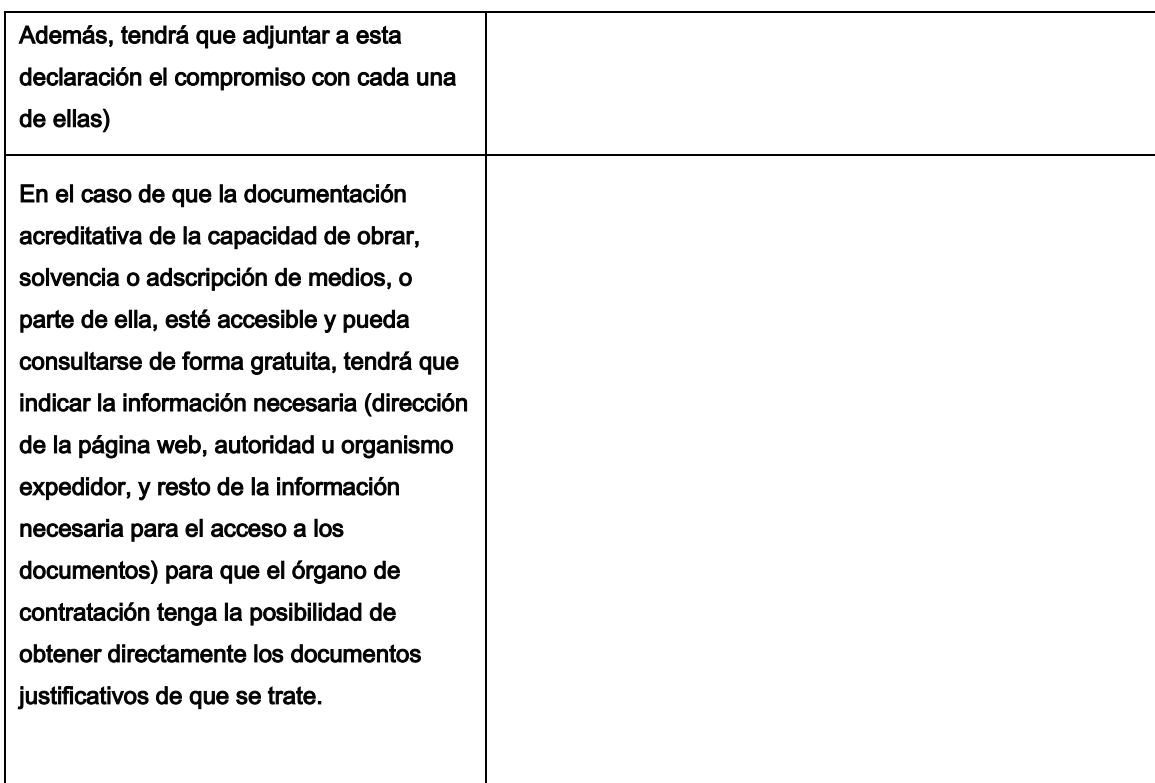 Además, tendrá que adjuntar a esta
declaración el compromiso con cada una
de ellas)
En el caso de que la documentación
acreditativa de la capacidad de obrar,
solvencia o adscripción de medios, o
parte de ella, esté accesible y pueda
consultarse de forma gratuita, tendrá que
indicar la información necesaria (dirección
de la página web, autoridad u organismo
expedidor, y resto de la información
necesaria para el acceso a los
documentos) para que el órgano de
contratación tenga la posibilidad de
obtener directamente los documentos
justificativos de que se trate.